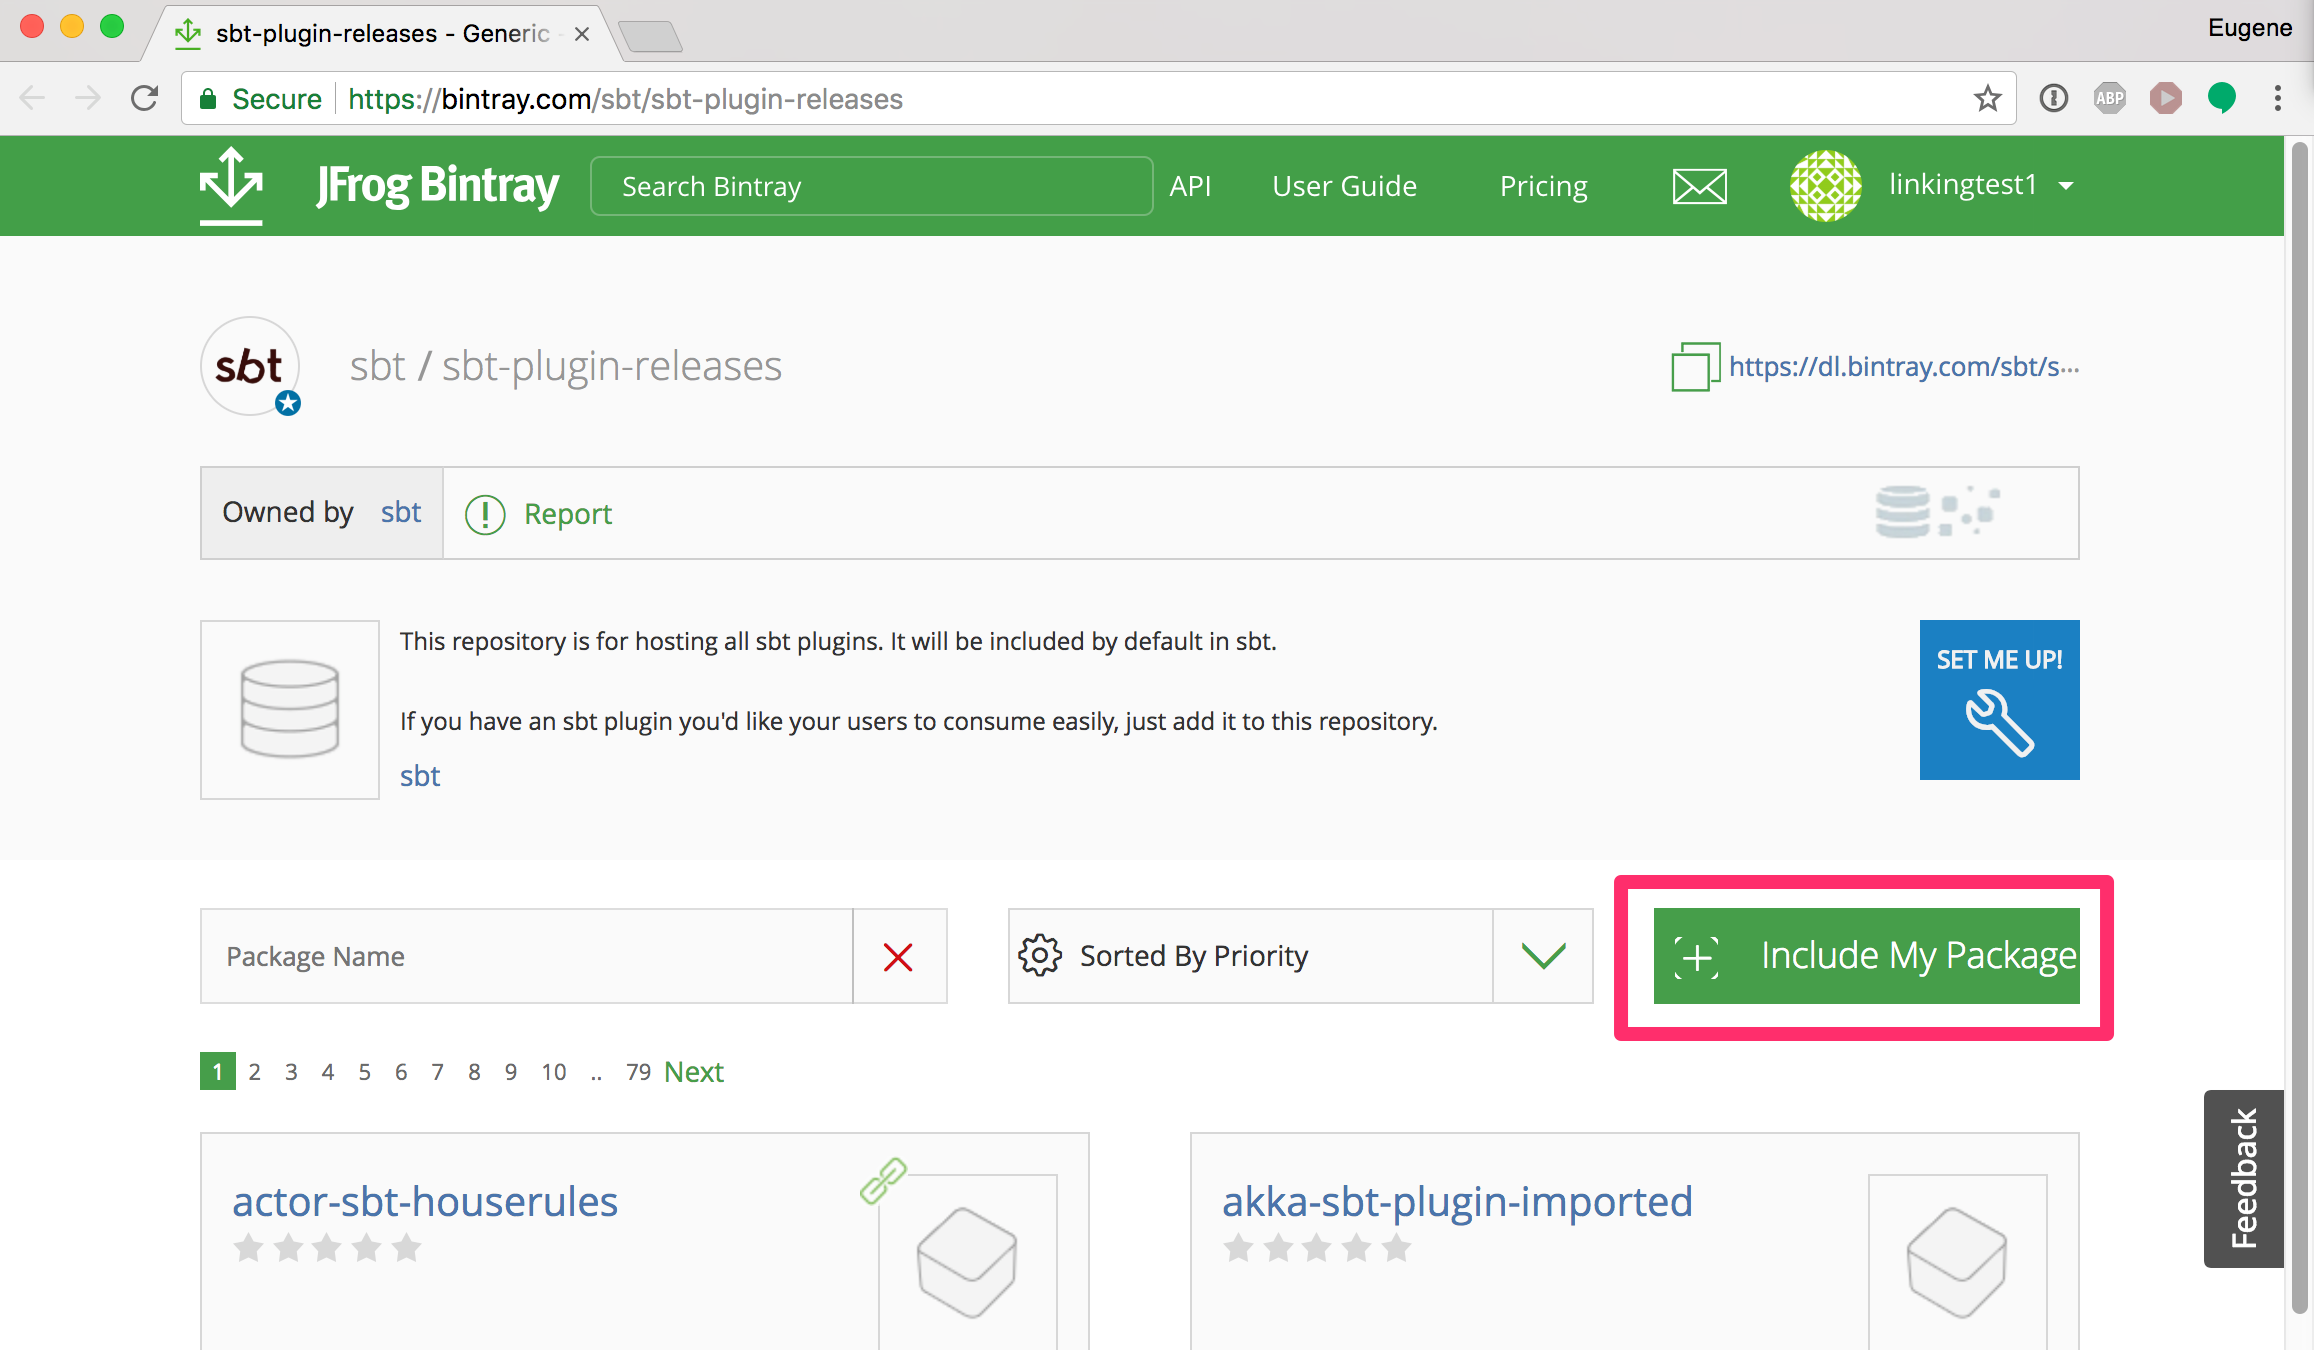 sbt-plugin-releases - Generic -
Eugene
Secure https://bintray.com/sbt/sbt-plugin-releases
ABP
JFrog Bintray
Search Bintray
API
User Guide
Pricing
linkingtest1
sbt
sbt / sbt-plugin-releases
https://dl.bintray.com/sbt/s...
Owned by sbt
Report
This repository is for hosting all sbt plugins. It will be included by default in sbt.
If you have an sbt plugin you'd like your users to consume easily, just add it to this repository.
sbt
SET ME UP!
Package Name
Sorted By Priority
Include My Package
1 2 3 4 5 6 7 8 9 10 .. 79 Next
actor-sbt-houserules
akka-sbt-plugin-imported
Feedback